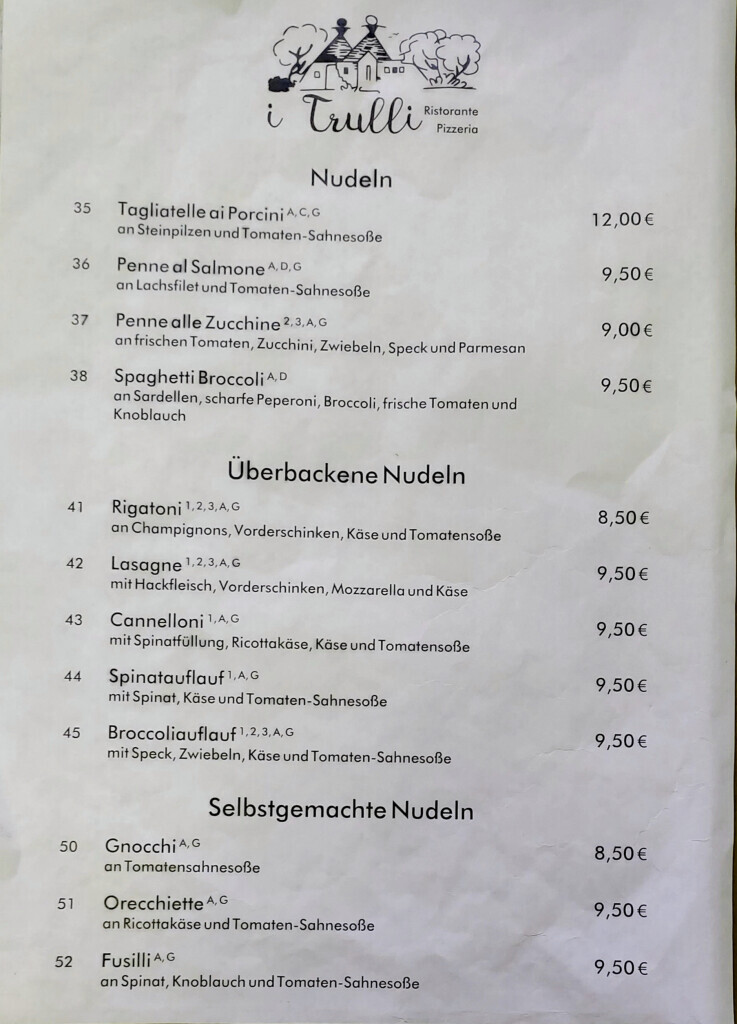 i Trulli Ristorante
Pizzeria
Nudeln
35 Tagliatelle ai Porcini A, C, G 12,00 €
an Steinpilzen und Tomaten-Sahnesoße
36 Penne al Salmone A, D, G 9,50 €
an Lachsfilet und Tomaten-Sahnesoße
37 Penne alle Zucchine 2, 3, A, G 9,00 €
an frischen Tomaten, Zucchini, Zwiebeln, Speck und Parmesan
38 Spaghetti Broccoli A, D 9,50 €
an Sardellen, scharfe Peperoni, Broccoli, frische Tomaten und
Knoblauch
Überbackene Nudeln
41 Rigatoni 1, 2, 3, A, G 8,50 €
an Champignons, Vorderschinken, Käse und Tomatensoße
42 Lasagne 1, 2, 3, A, G 9,50 €
mit Hackfleisch, Vorderschinken, Mozzarella und Käse
43 Cannelloni 1, A, G 9,50 €
mit Spinatfüllung, Ricottakäse, Käse und Tomatensoße
44 Spinatauflauf 1, A, G 9,50 €
mit Spinat, Käse und Tomaten-Sahnesoße
45 Broccoliauflauf 1, 2, 3, A, G 9,50 €
mit Speck, Zwiebeln, Käse und Tomaten-Sahnesoße
Selbstgemachte Nudeln
50 Gnocchi A, G 8,50 €
an Tomatensahnesoße
51 Orecchiette A, G 9,50 €
an Ricottakäse und Tomaten-Sahnesoße
52 Fusilli A, G 9,50 €
an Spinat, Knoblauch und Tomaten-Sahnesoße